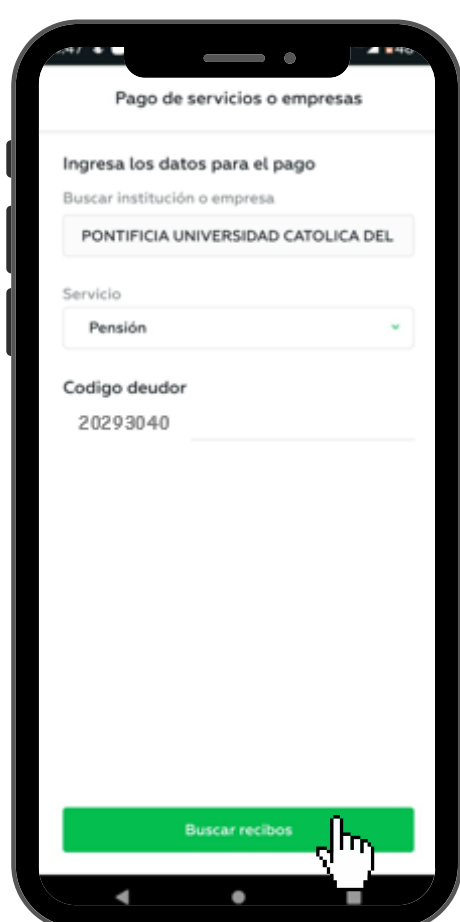 Pago de servicios o empresas
Ingresa los datos para el pago
Buscar institución o empresa
PONTIFICIA UNIVERSIDAD CATOLICA DEL
Servicio
Pensión
Codigo deudor
20293040
Buscar recibos